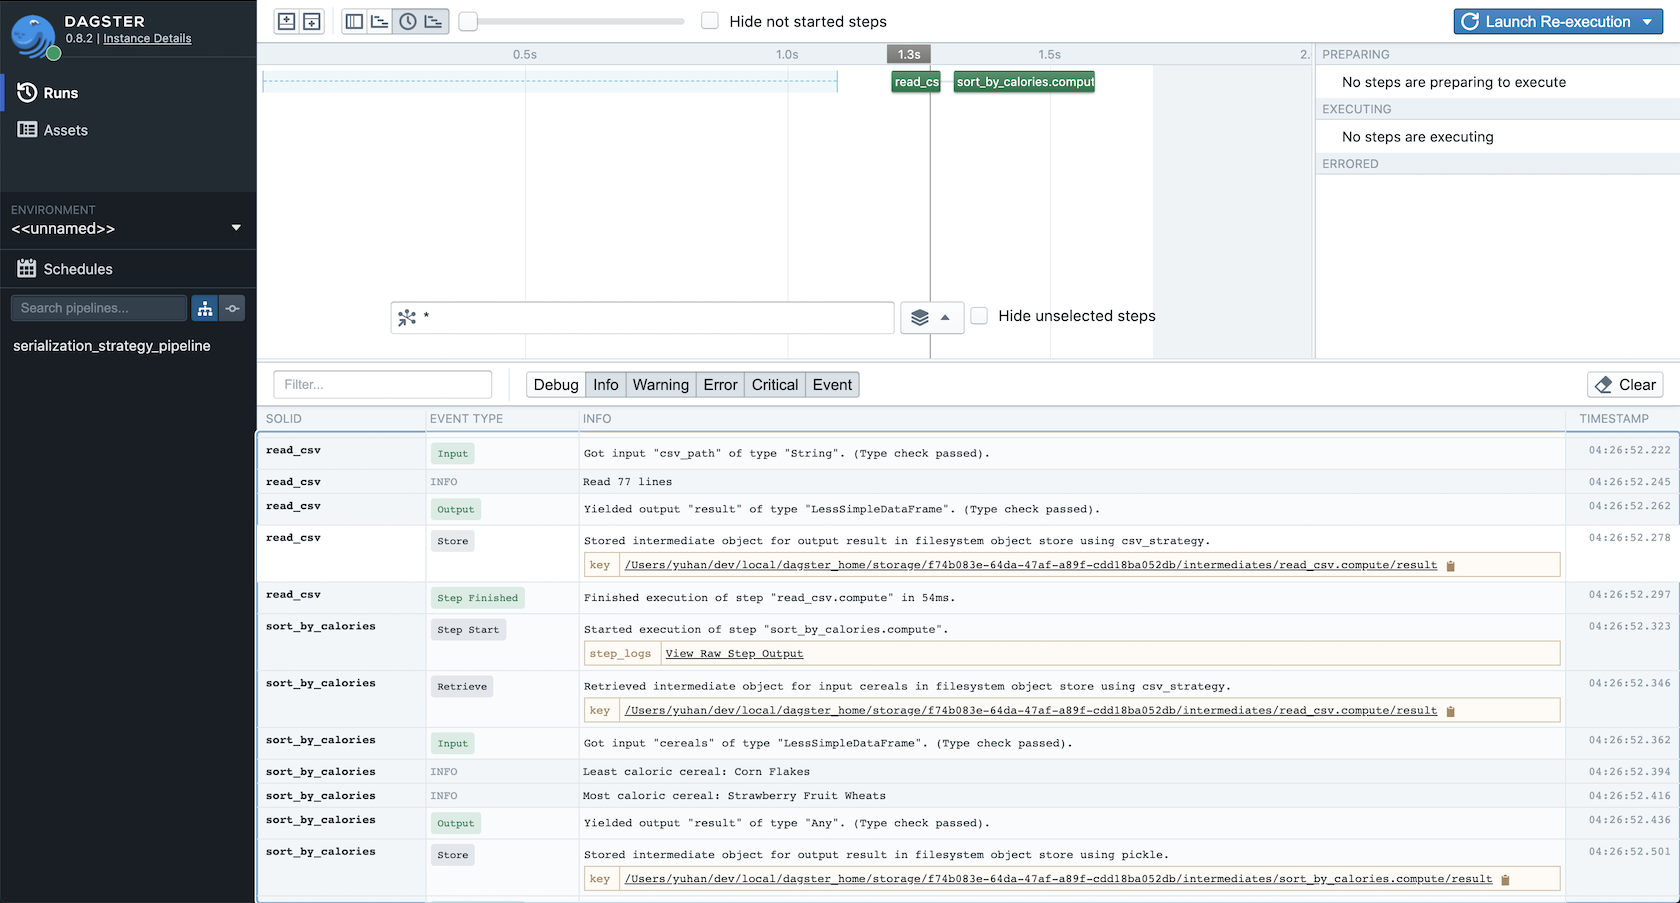 DAGSTER
0.8.2 | Instance Details
Runs
Assets
ENVIRONMENT
<<unnamed>>
Schedules
Search pipelines...
serialization_strategy_pipeline
Hide not started steps
Launch Re-execution
0.5s 1.0s 1.3s 1.5s 2.
read_cs sort_by_calories.comput
PREPARING
No steps are preparing to execute
EXECUTING
No steps are executing
ERRORED
*
Hide unselected steps
Filter...
Debug Info Warning Error Critical Event
Clear
SOLID EVENT TYPE INFO TIMESTAMP
read_csv Input Got input "csv_path" of type "String". (Type check passed). 04:26:52.222
read_csv INFO Read 77 lines 04:26:52.245
read_csv Output Yielded output "result" of type "LessSimpleDataFrame". (Type check passed). 04:26:52.262
read_csv Store Stored intermediate object for output result in filesystem object store using csv_strategy. 04:26:52.278
key /Users/yuhan/dev/local/dagster_home/storage/f74b083e-64da-47af-a89f-cdd18ba052db/intermediates/read_csv.compute/result
read_csv Step Finished Finished execution of step "read_csv.compute" in 54ms. 04:26:52.297
sort_by_calories Step Start Started execution of step "sort_by_calories.compute". 04:26:52.323
step_logs View Raw Step Output
sort_by_calories Retrieve Retrieved intermediate object for input cereals in filesystem object store using csv_strategy. 04:26:52.346
key /Users/yuhan/dev/local/dagster_home/storage/f74b083e-64da-47af-a89f-cdd18ba052db/intermediates/read_csv.compute/result
sort_by_calories Input Got input "cereals" of type "LessSimpleDataFrame". (Type check passed). 04:26:52.362
sort_by_calories INFO Least caloric cereal: Corn Flakes 04:26:52.394
sort_by_calories INFO Most caloric cereal: Strawberry Fruit Wheats 04:26:52.416
sort_by_calories Output Yielded output "result" of type "Any". (Type check passed). 04:26:52.436
sort_by_calories Store Stored intermediate object for output result in filesystem object store using pickle. 04:26:52.501
key /Users/yuhan/dev/local/dagster_home/storage/f74b083e-64da-47af-a89f-cdd18ba052db/intermediates/sort_by_calories.compute/result